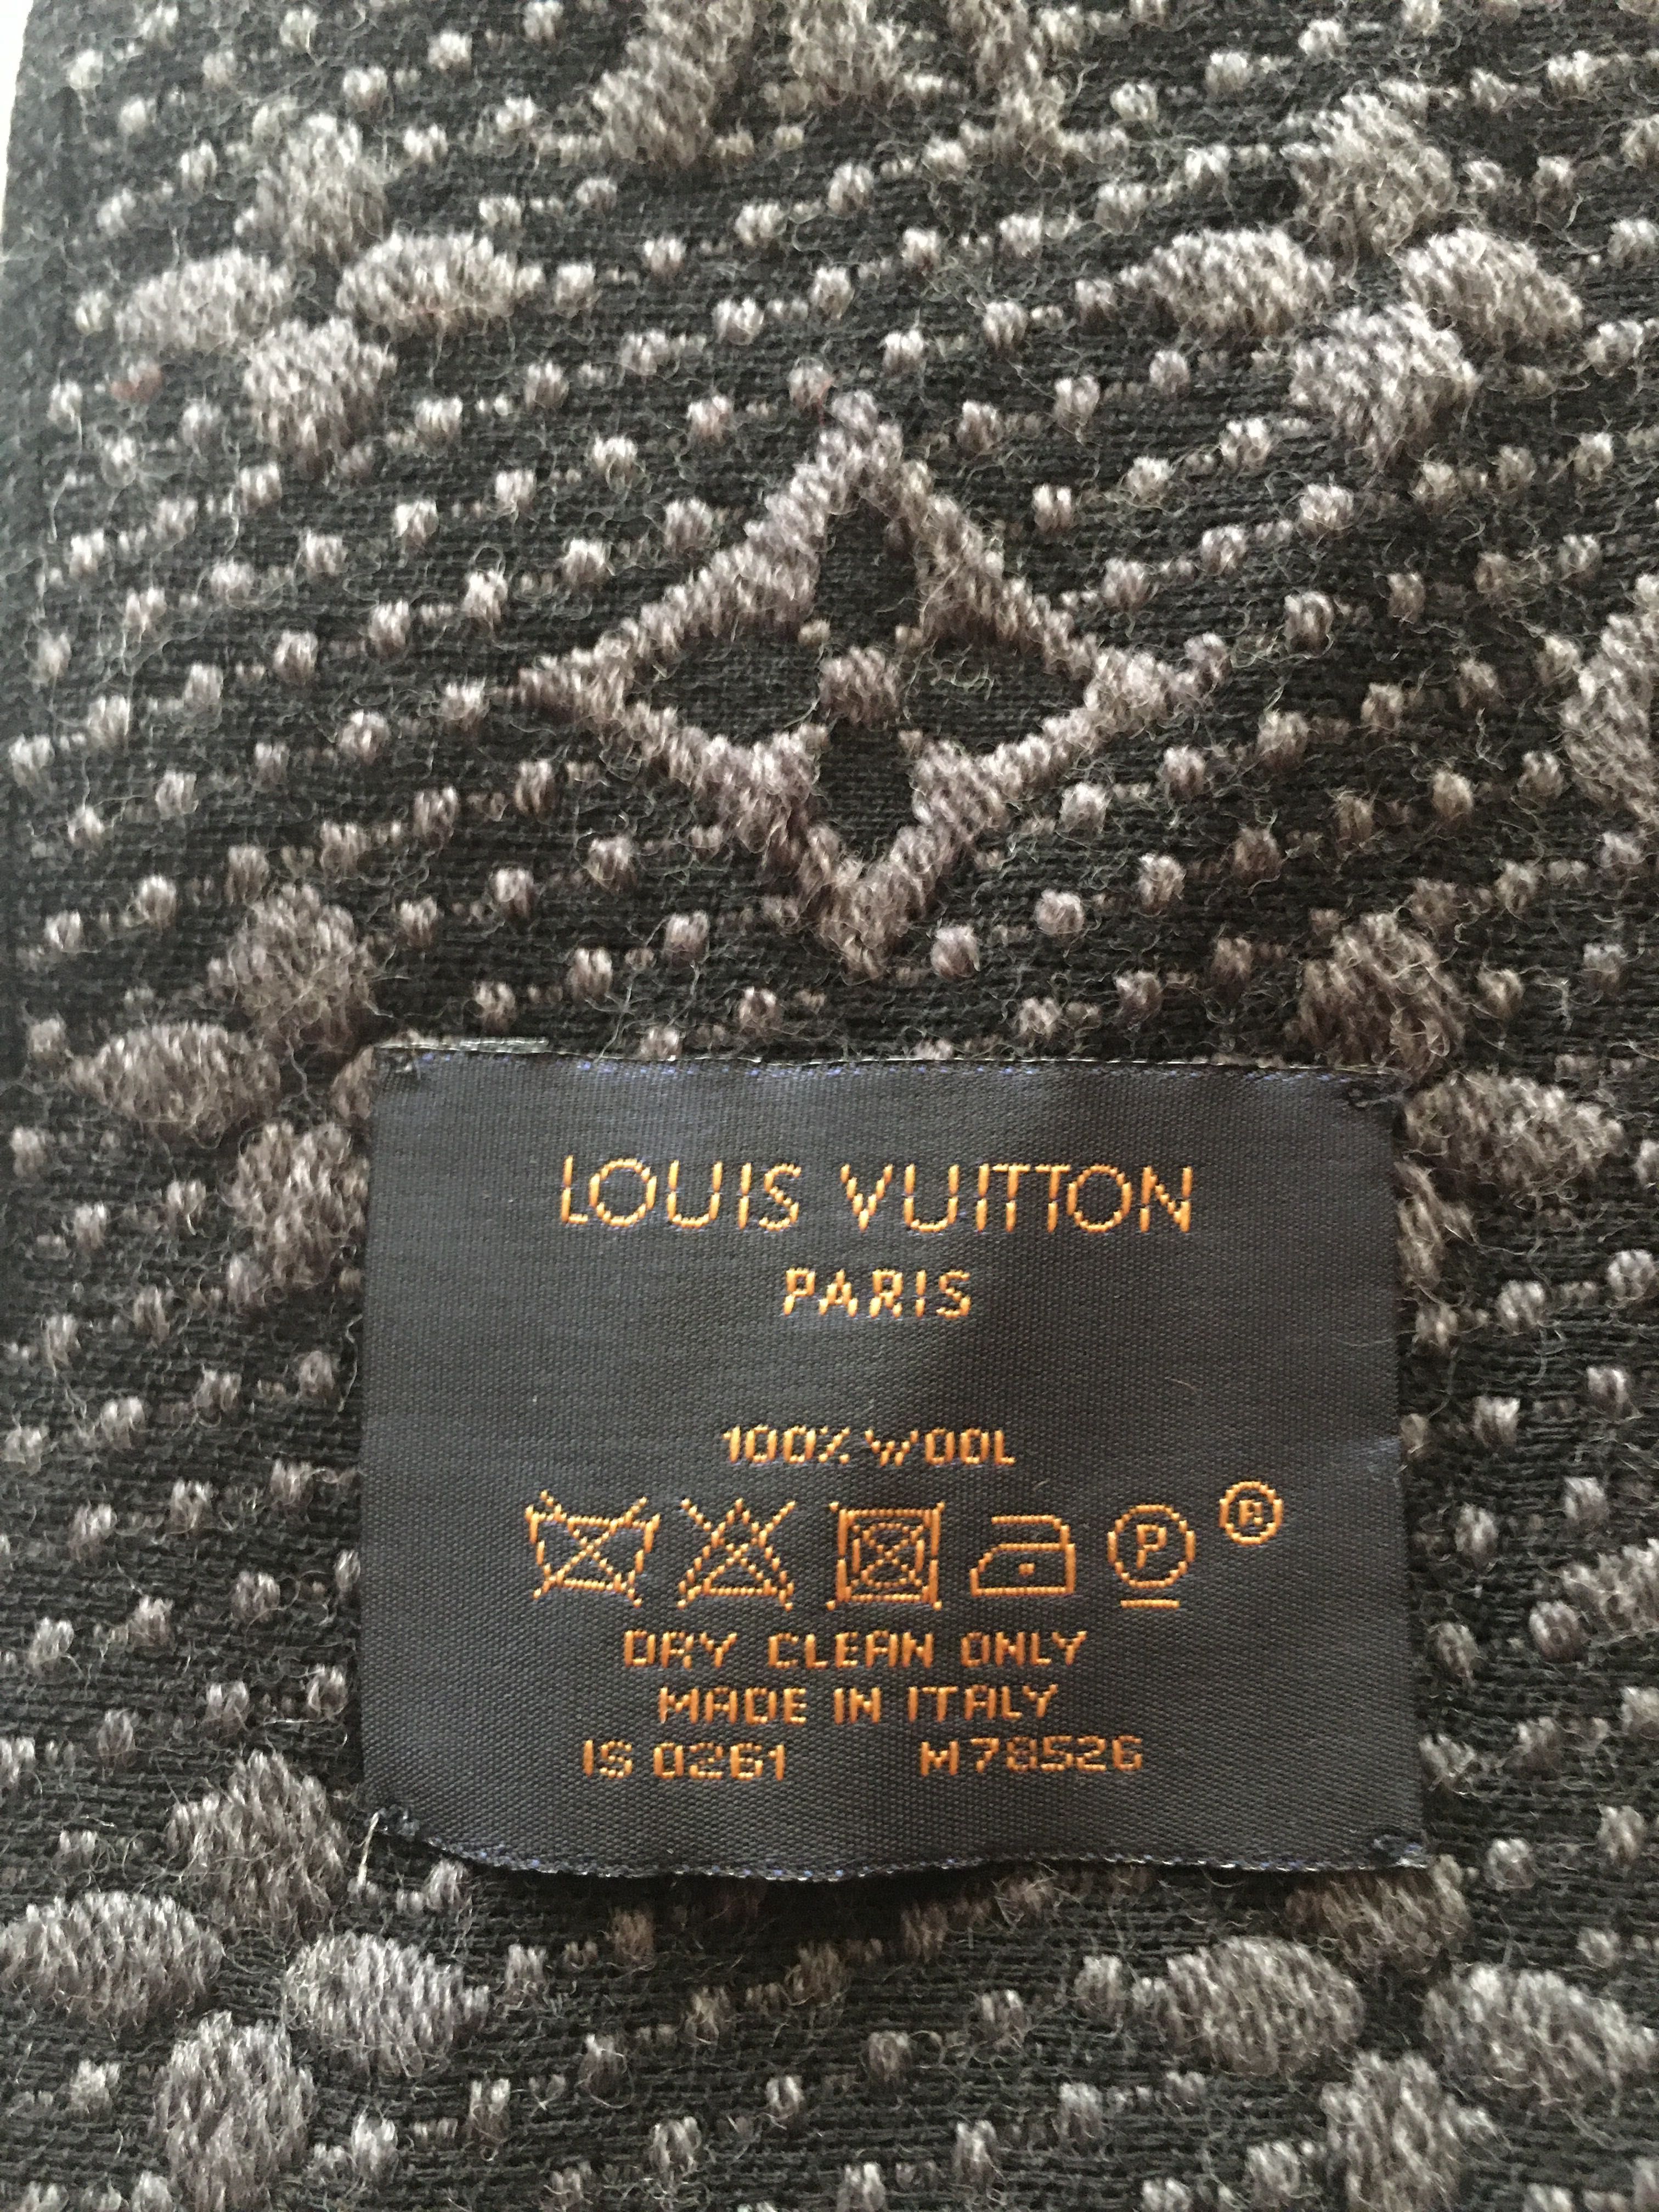 LOUIS VUITTON
PARIS
100% WOOL
P ®
DRY CLEAN ONLY
MADE IN ITALY
IS 0261 M78526